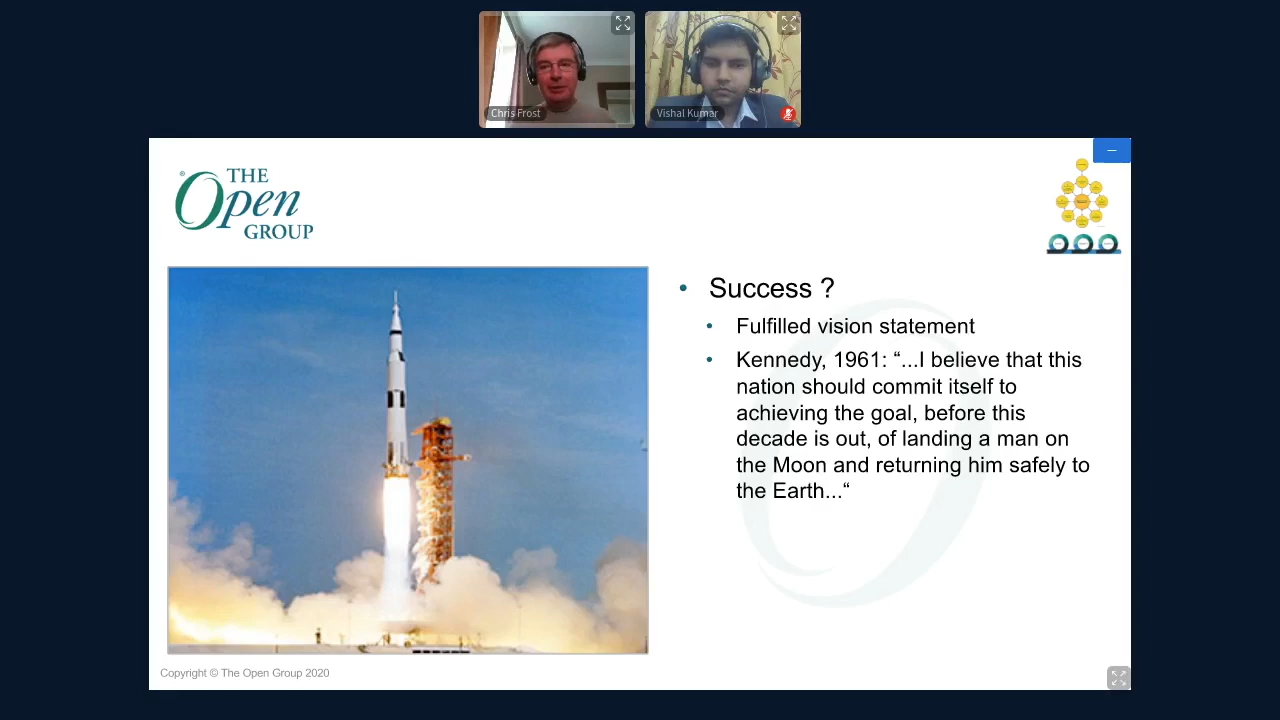 Chris Frost
Vishal Kumar
THE
Open
GROUP
®
• Success ?
• Fulfilled vision statement
• Kennedy, 1961: “...I believe that this
nation should commit itself to
achieving the goal, before this
decade is out, of landing a man on
the Moon and returning him safely to
the Earth...“
Copyright © The Open Group 2020